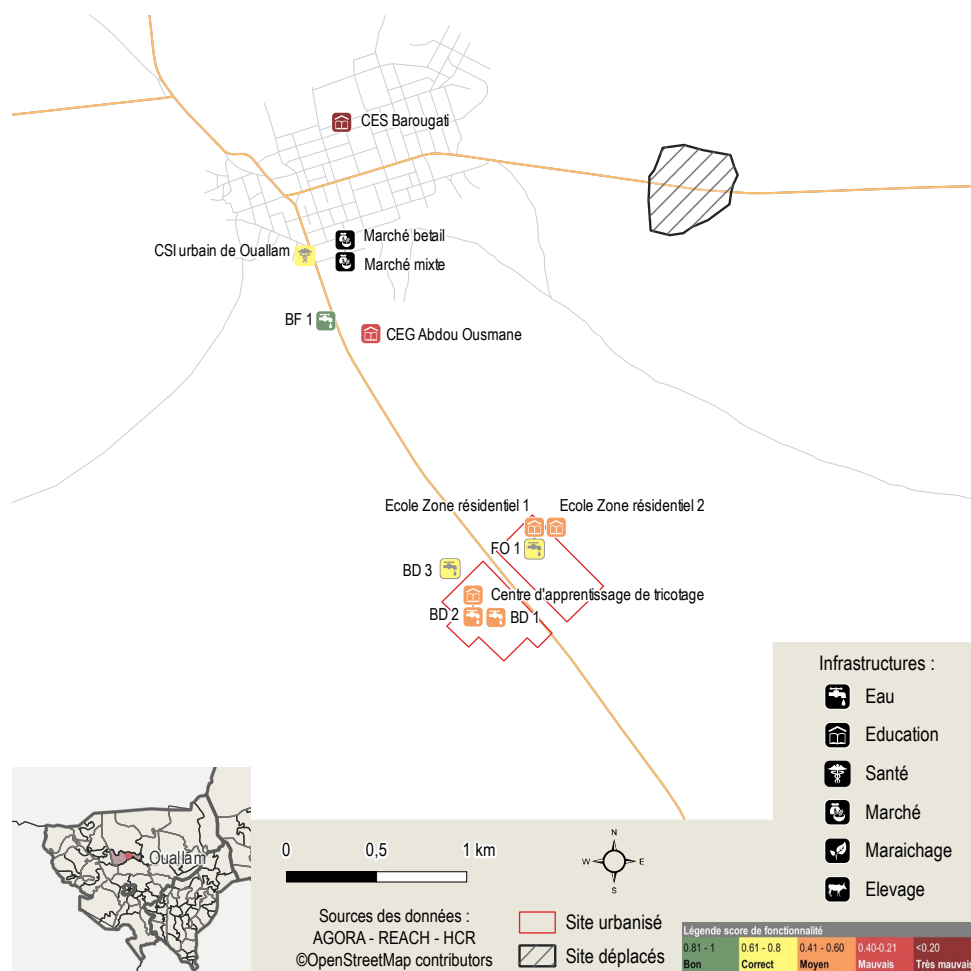 CES Barougati
Marché betail
CSI urbain de Ouallam
Marché mixte
BF 1
CEG Abdou Ousmane
Ecole Zone résidentiel 1
Ecole Zone résidentiel 2
FO 1
BD 3
Centre d'apprentissage de tricotage
BD 2
BD 1
Infrastructures :
Eau
Education
Santé
Marché
Maraichage
Elevage
Ouallam
0 0,5 1 km
N
W E
S
Sources des données :
AGORA - REACH - HCR
©OpenStreetMap contributors
Site urbanisé
Site déplacés
Légende score de fonctionalité
0.81 - 1 0.61 - 0.8 0.41 - 0.60 0.40-0.21 <0.20
Bon Correct Moyen Mauvais Très mauvais